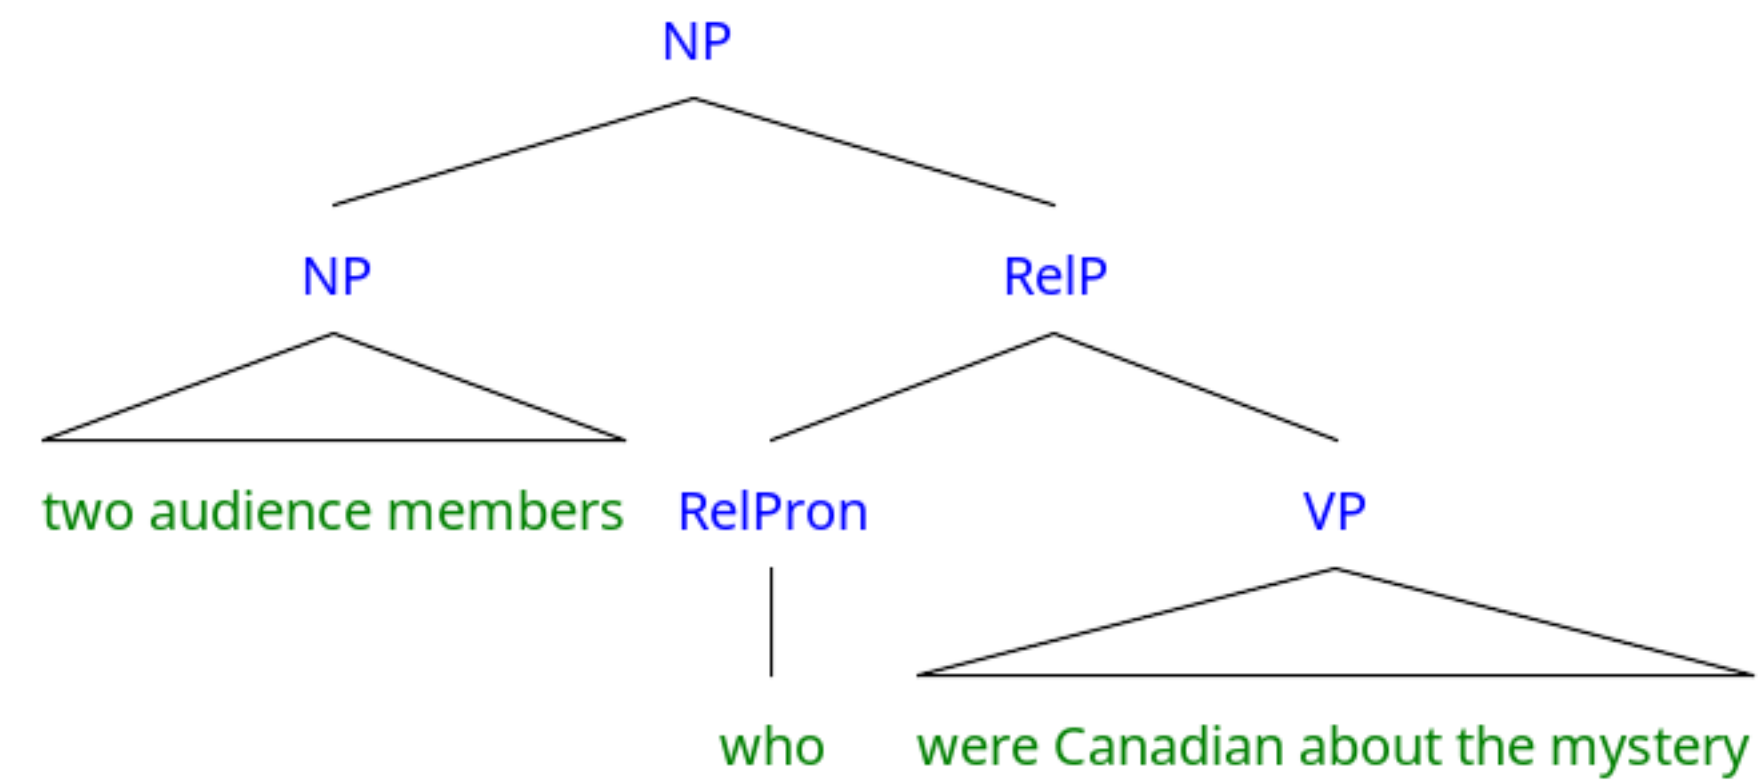 NP
NP RelP
two audience members RelPron VP
who were Canadian about the mystery